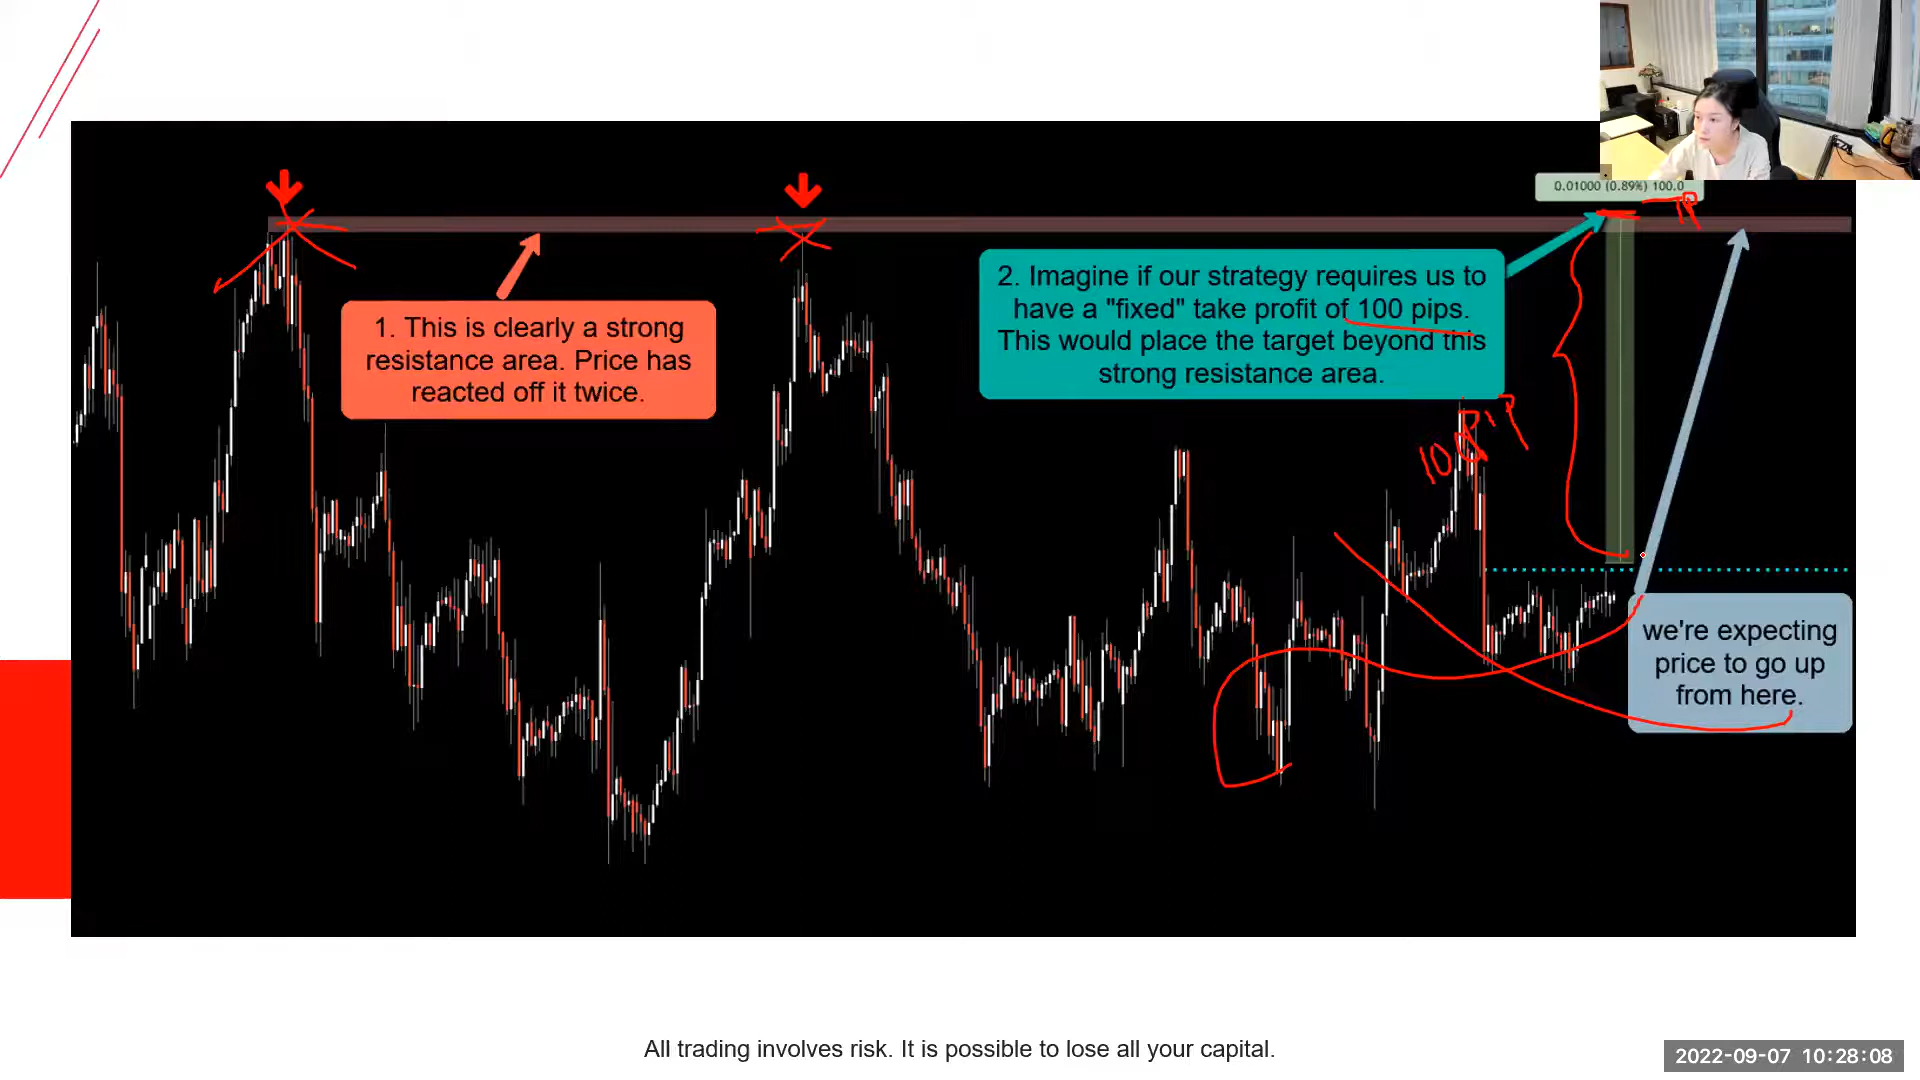 0.01000 (0.89%) 100.0
TP
1. This is clearly a strong
resistance area. Price has
reacted off it twice.
2. Imagine if our strategy requires us to
have a "fixed" take profit of 100 pips.
This would place the target beyond this
strong resistance area.
we're expecting
price to go up
from here.
All trading involves risk. It is possible to lose all your capital.
2022-09-07 10:28:08